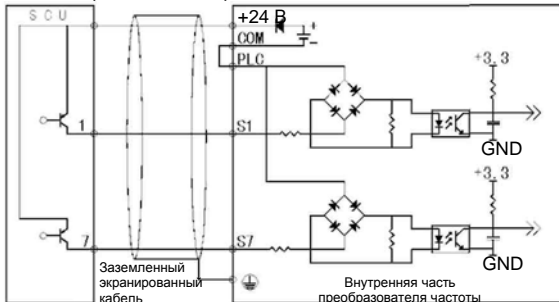 SCU
+24 В
COM
PLC
+3.3
1
S1
GND
+3.3
7
S7
GND
Заземленный
экранированный
кабель
Внутренняя часть
преобразователя частоты